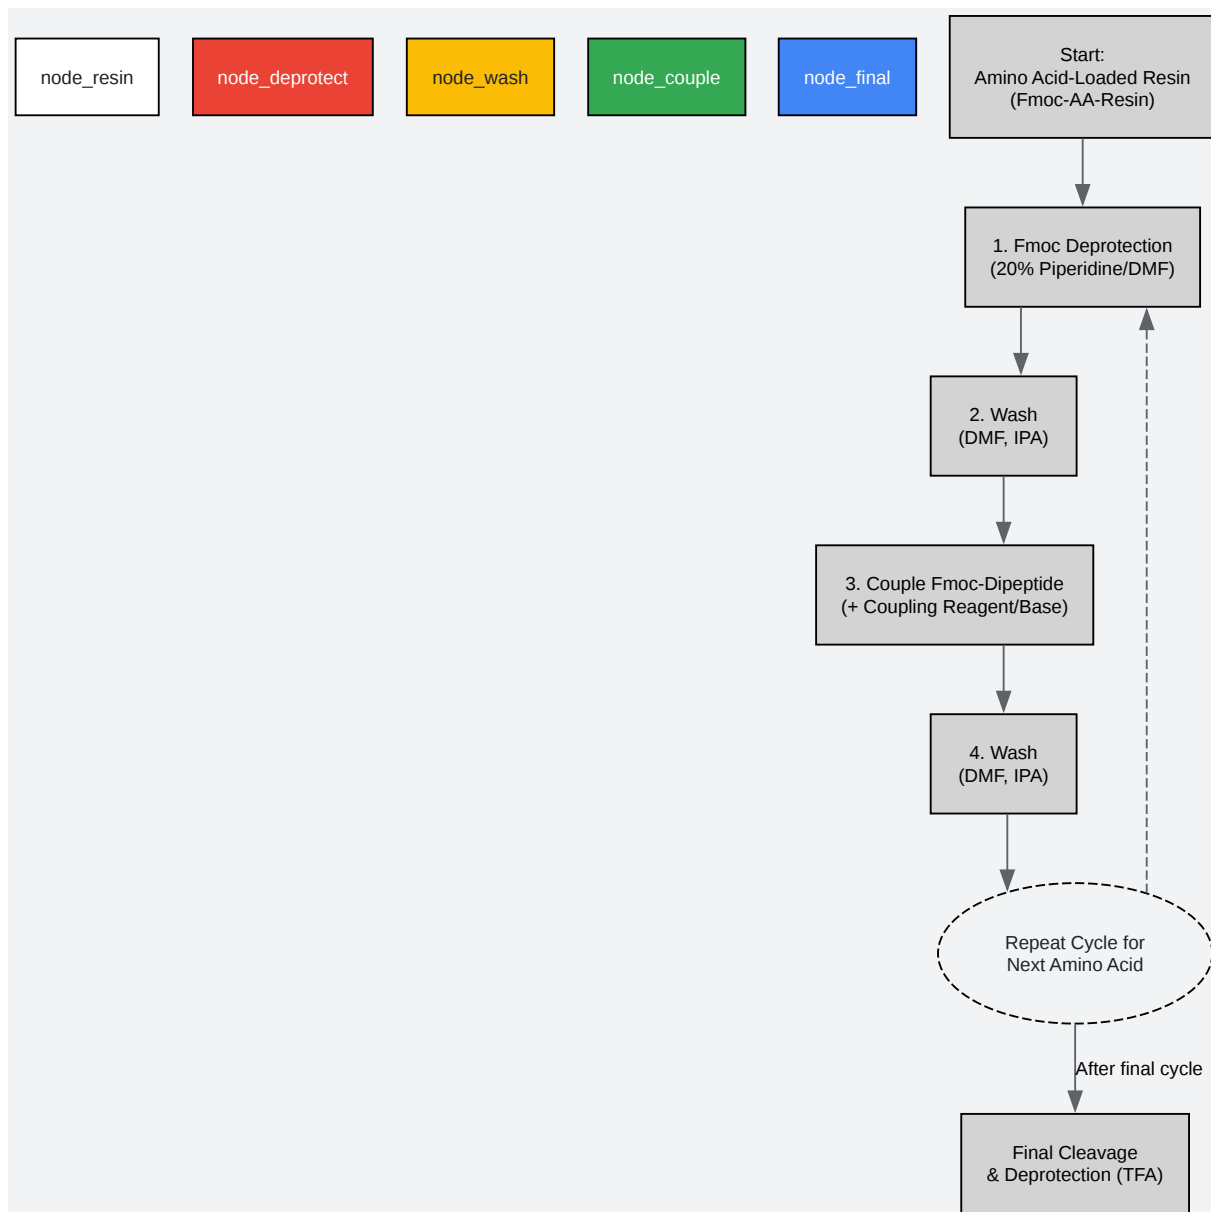 node_resin
node_deprotect
node_wash
node_couple
node_final
Start:
Amino Acid-Loaded Resin
(Fmoc-AA-Resin)
1. Fmoc Deprotection
(20% Piperidine/DMF)
2. Wash
(DMF, IPA)
3. Couple Fmoc-Dipeptide
(+ Coupling Reagent/Base)
4. Wash
(DMF, IPA)
Repeat Cycle for
Next Amino Acid
After final cycle
Final Cleavage
& Deprotection (TFA)